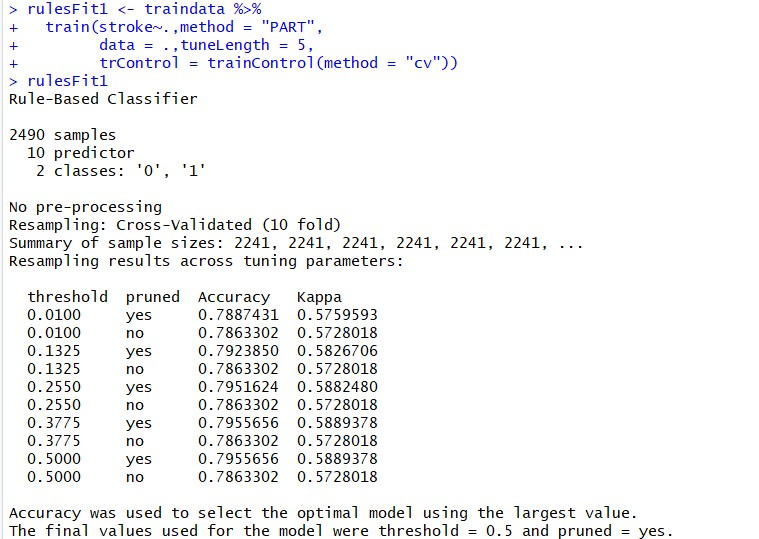 > rulesFit1 <- traindata %>%
+   train(stroke~.,method = "PART",
+         data = .,tuneLength = 5,
+         trControl = trainControl(method = "cv"))
> rulesFit1
Rule-Based Classifier

2490 samples
  10 predictor
   2 classes: '0', '1'

No pre-processing
Resampling: Cross-Validated (10 fold)
Summary of sample sizes: 2241, 2241, 2241, 2241, 2241, 2241, ...
Resampling results across tuning parameters:

  threshold  pruned  Accuracy   Kappa
  0.0100     yes     0.7887431  0.5759593
  0.0100     no      0.7863302  0.5728018
  0.1325     yes     0.7923850  0.5826706
  0.1325     no      0.7863302  0.5728018
  0.2550     yes     0.7951624  0.5882480
  0.2550     no      0.7863302  0.5728018
  0.3775     yes     0.7955656  0.5889378
  0.3775     no      0.7863302  0.5728018
  0.5000     yes     0.7955656  0.5889378
  0.5000     no      0.7863302  0.5728018

Accuracy was used to select the optimal model using the largest value.
The final values used for the model were threshold = 0.5 and pruned = yes.